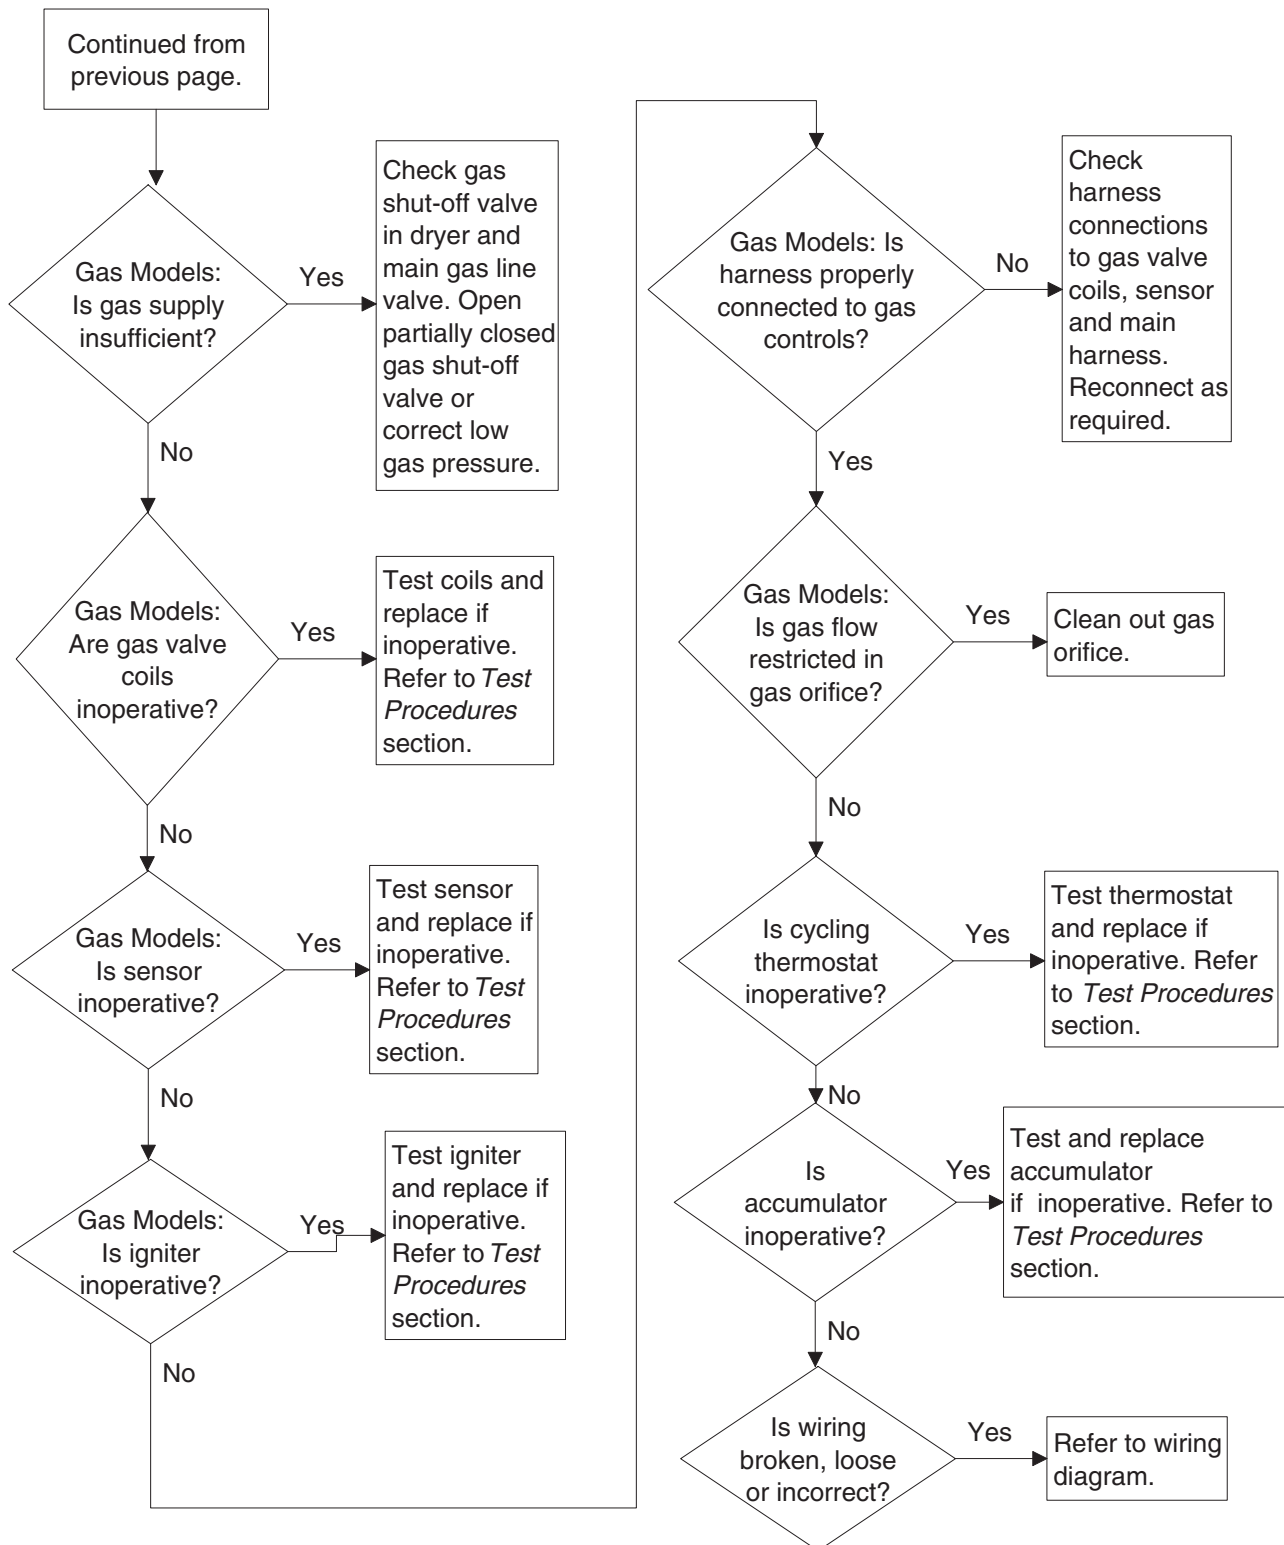 Continued from
previous page.
Gas Models:
Is gas supply
insufficient?
Yes
Check gas
shut-off valve
in dryer and
main gas line
valve. Open
partially closed
gas shut-off
valve or
correct low
gas pressure.
No
Gas Models:
Are gas valve
coils
inoperative?
Yes
Test coils and
replace if
inoperative.
Refer to Test
Procedures
section.
No
Gas Models:
Is sensor
inoperative?
Yes
Test sensor
and replace if
inoperative.
Refer to Test
Procedures
section.
No
Gas Models:
Is igniter
inoperative?
Yes
Test igniter
and replace if
inoperative.
Refer to Test
Procedures
section.
No
Gas Models: Is
harness properly
connected to gas
controls?
No
Check
harness
connections
to gas valve
coils, sensor
and main
harness.
Reconnect as
required.
Yes
Gas Models:
Is gas flow
restricted in
gas orifice?
Yes
Clean out gas
orifice.
No
Is cycling
thermostat
inoperative?
Yes
Test thermostat
and replace if
inoperative. Refer
to Test Procedures
section.
No
Is
accumulator
inoperative?
Yes
Test and replace
accumulator
if inoperative. Refer to
Test Procedures
section.
No
Is wiring
broken, loose
or incorrect?
Yes
Refer to wiring
diagram.